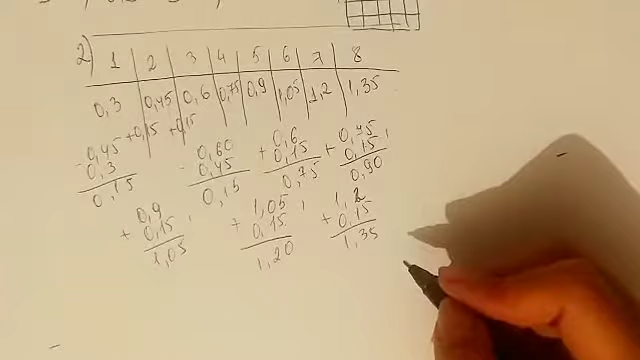 2) 1 2 3 4 5 6 7 8
0,3 0,45 0,6 0,75 0,9 1,05 1,2 1,35
+0,15 +0,15
- 0,45 - 0,60 + 0,6 + 0,75
0,3 0,45 0,15 0,15
0,15 0,15 0,75 0,90
+ 0,9 + 1,05 + 1,2
0,15 0,15 0,15
1,05 1,20 1,35